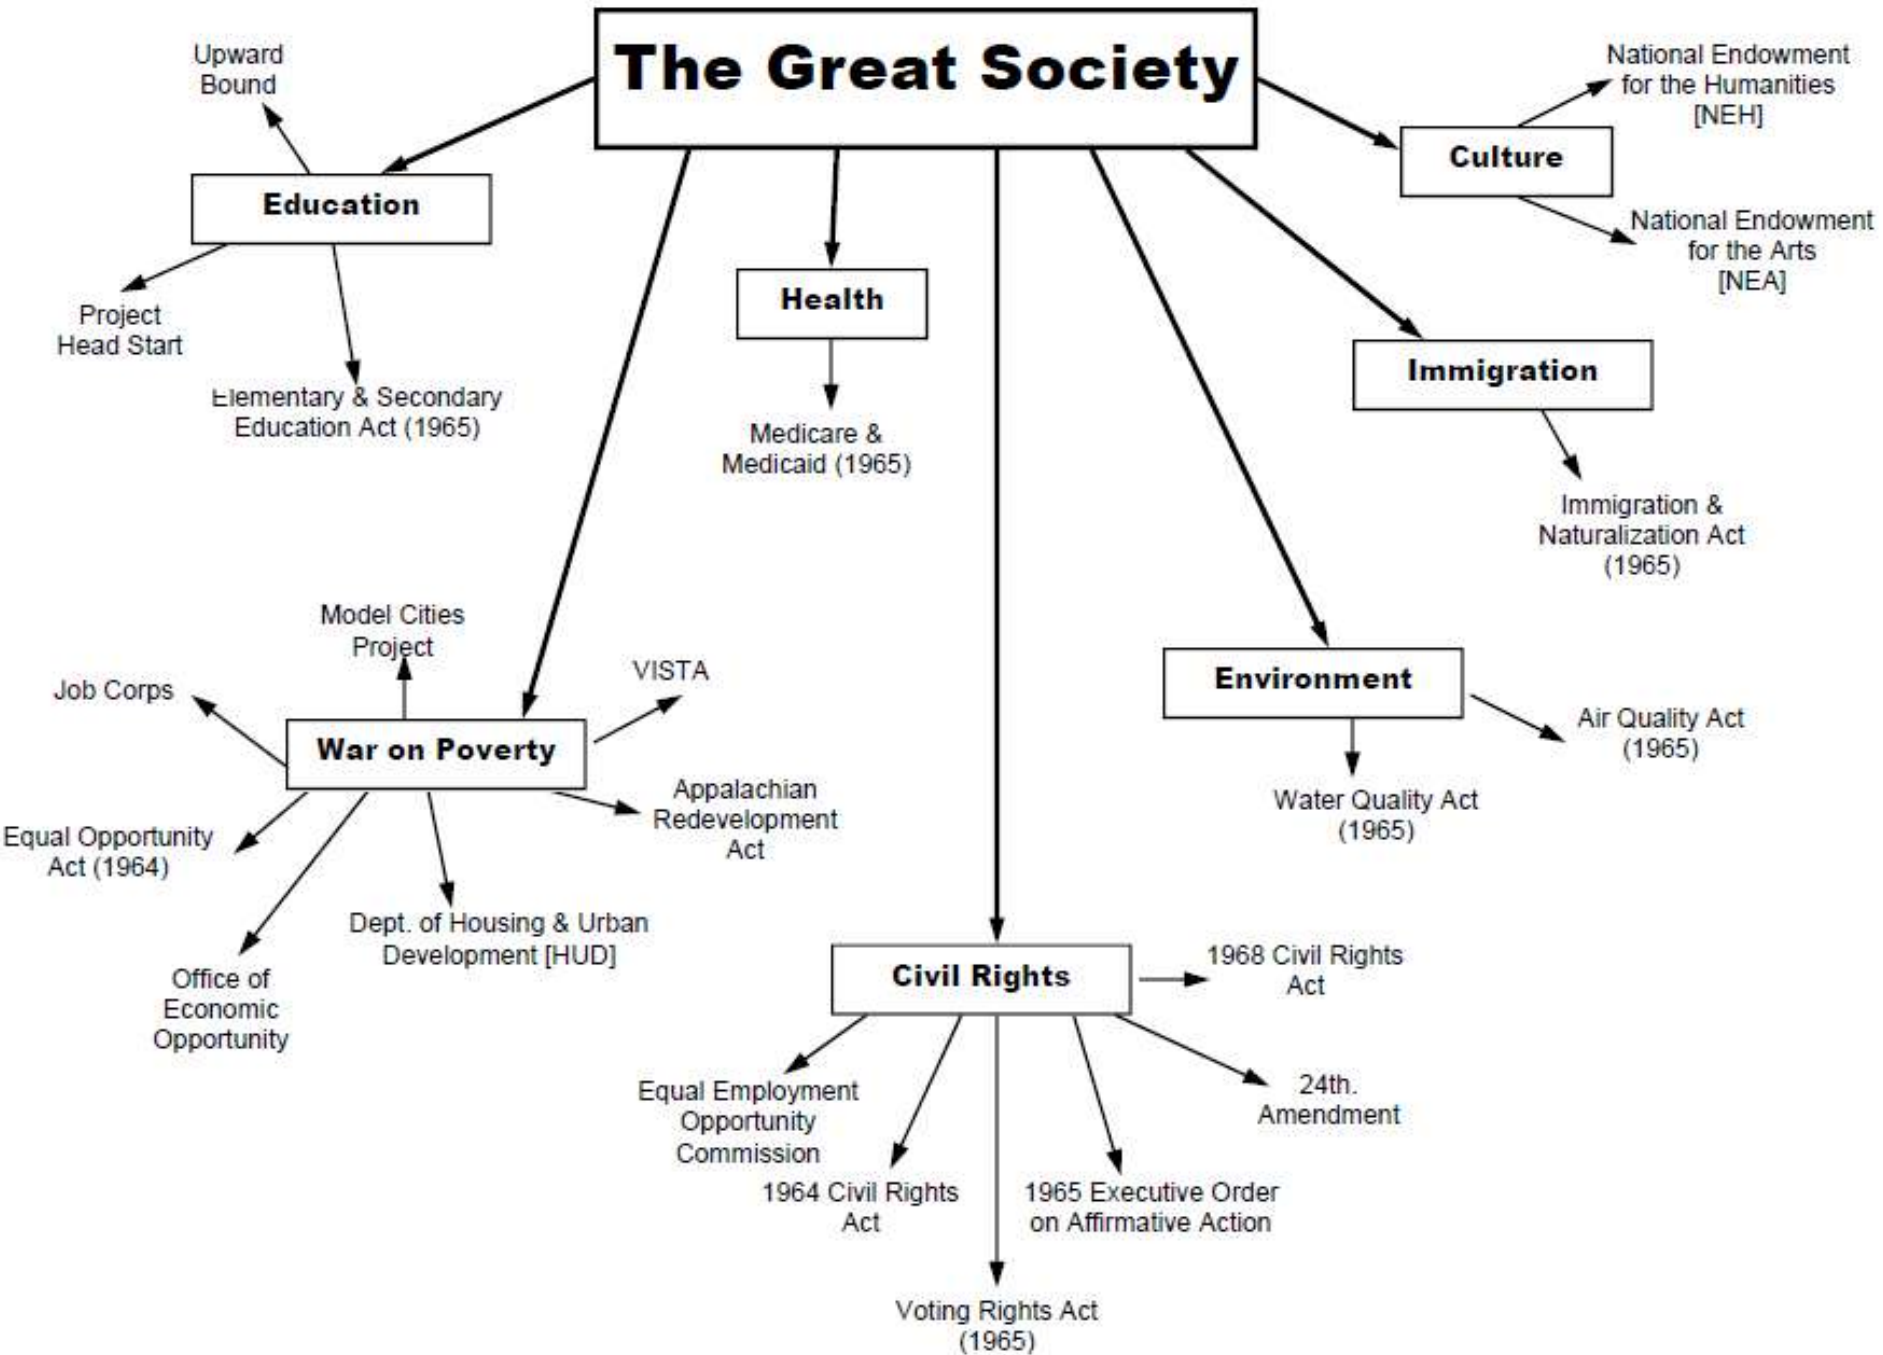 The Great Society
Upward
Bound
Education
Project
Head Start
Elementary & Secondary
Education Act (1965)
Health
Medicare &
Medicaid (1965)
National Endowment
for the Humanities
[NEH]
Culture
National Endowment
for the Arts
[NEA]
Immigration
Immigration &
Naturalization Act
(1965)
Model Cities
Project
Job Corps
VISTA
War on Poverty
Equal Opportunity
Act (1964)
Appalachian
Redevelopment
Act
Office of
Economic
Opportunity
Dept. of Housing & Urban
Development [HUD]
Environment
Air Quality Act
(1965)
Water Quality Act
(1965)
Civil Rights
1968 Civil Rights
Act
Equal Employment
Opportunity
Commission
1964 Civil Rights
Act
Voting Rights Act
(1965)
1965 Executive Order
on Affirmative Action
24th.
Amendment